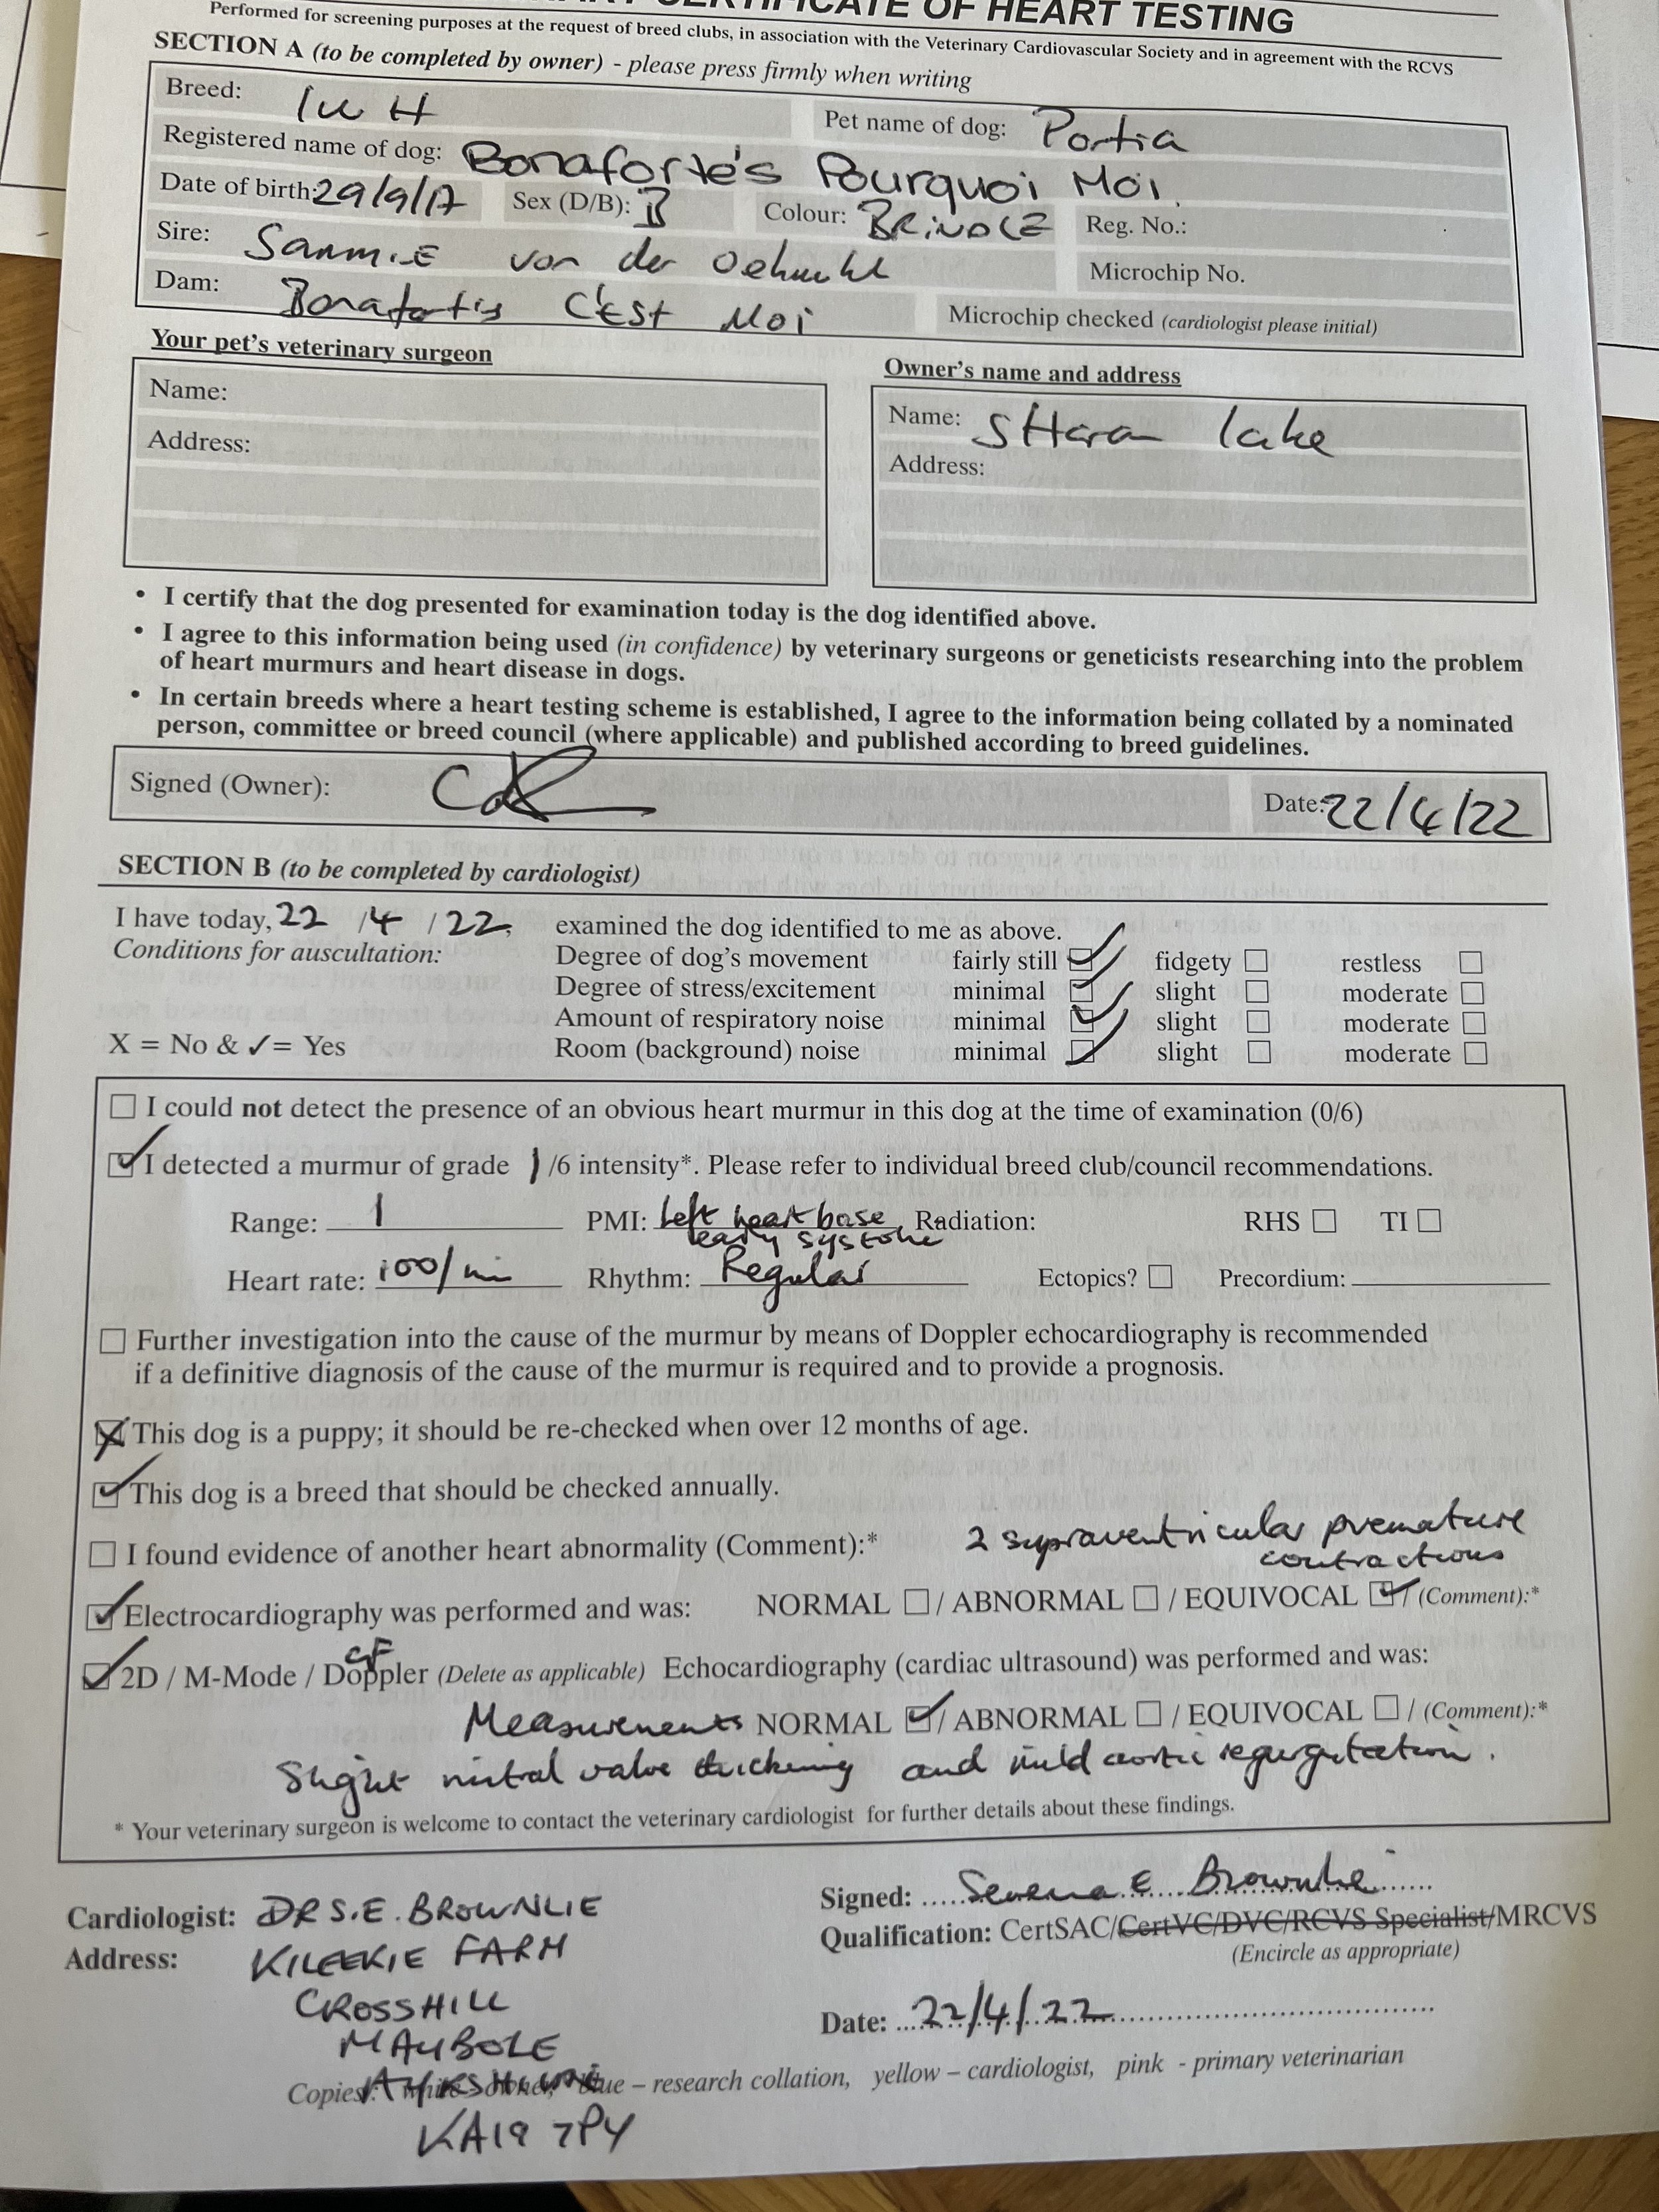 CERTIFICATE OF HEART TESTING
Performed for screening purposes at the request of breed clubs, in association with the Veterinary Cardiovascular Society and in agreement with the RCVS
SECTION A (to be completed by owner) - please press firmly when writing
Breed: IWH
Pet name of dog: Portia
Registered name of dog: Bonaforte's Pourquoi Moi
Date of birth: 29/9/17 Sex (D/B): B Colour: BRINDLE Reg. No.:
Sire: Sammie von der Oelmuehle
Microchip No.
Dam: Bonafortes C'Est Moi
Microchip checked (cardiologist please initial)
Your pet's veterinary surgeon
Owner's name and address
Name:
Address:
Name: Lake
Address:
• I certify that the dog presented for examination today is the dog identified above.
• I agree to this information being used (in confidence) by veterinary surgeons or geneticists researching into the problem
of heart murmurs and heart disease in dogs.
• In certain breeds where a heart testing scheme is established, I agree to the information being collated by a nominated
person, committee or breed council (where applicable) and published according to breed guidelines.
Signed (Owner):
Date: 22/4/22
SECTION B (to be completed by cardiologist)
I have today, 22 /4 /22, examined the dog identified to me as above.
Conditions for auscultation: Degree of dog's movement fairly still ✓ fidgety restless
Degree of stress/excitement minimal ✓ slight moderate
Amount of respiratory noise minimal ✓ slight moderate
X = No & ✓= Yes Room (background) noise minimal ✓ slight moderate
I could not detect the presence of an obvious heart murmur in this dog at the time of examination (0/6)
✓ I detected a murmur of grade 1/6 intensity*. Please refer to individual breed club/council recommendations.
Range: 1 PMI: Left heart base Radiation: RHS TI
early systolic
Heart rate: 100/min Rhythm: Regular Ectopics? Precordium:
Further investigation into the cause of the murmur by means of Doppler echocardiography is recommended
if a definitive diagnosis of the cause of the murmur is required and to provide a prognosis.
X This dog is a puppy; it should be re-checked when over 12 months of age.
✓ This dog is a breed that should be checked annually.
I found evidence of another heart abnormality (Comment):* 2 supraventricular premature
contractions
✓ Electrocardiography was performed and was: NORMAL / ABNORMAL / EQUIVOCAL ✓ / (Comment):*
CF
✓ 2D / M-Mode / Doppler (Delete as applicable) Echocardiography (cardiac ultrasound) was performed and was:
Measurements NORMAL ✓ / ABNORMAL / EQUIVOCAL / (Comment):*
Slight mitral valve thickening and mild aortic regurgitation.
* Your veterinary surgeon is welcome to contact the veterinary cardiologist for further details about these findings.
Cardiologist: DR S.E. BROWNLIE
Signed: Serena E Brownlie
Qualification: CertSAC/CertVC/DVC/RCVS Specialist/MRCVS
(Encircle as appropriate)
Address: KILEEKIE FARM
CROSSHILL
MAYBOLE
AYRSHIRE
KA19 7PY
Date: 22/4/22
Copies: white – owner, blue – research collation, yellow – cardiologist, pink - primary veterinarian